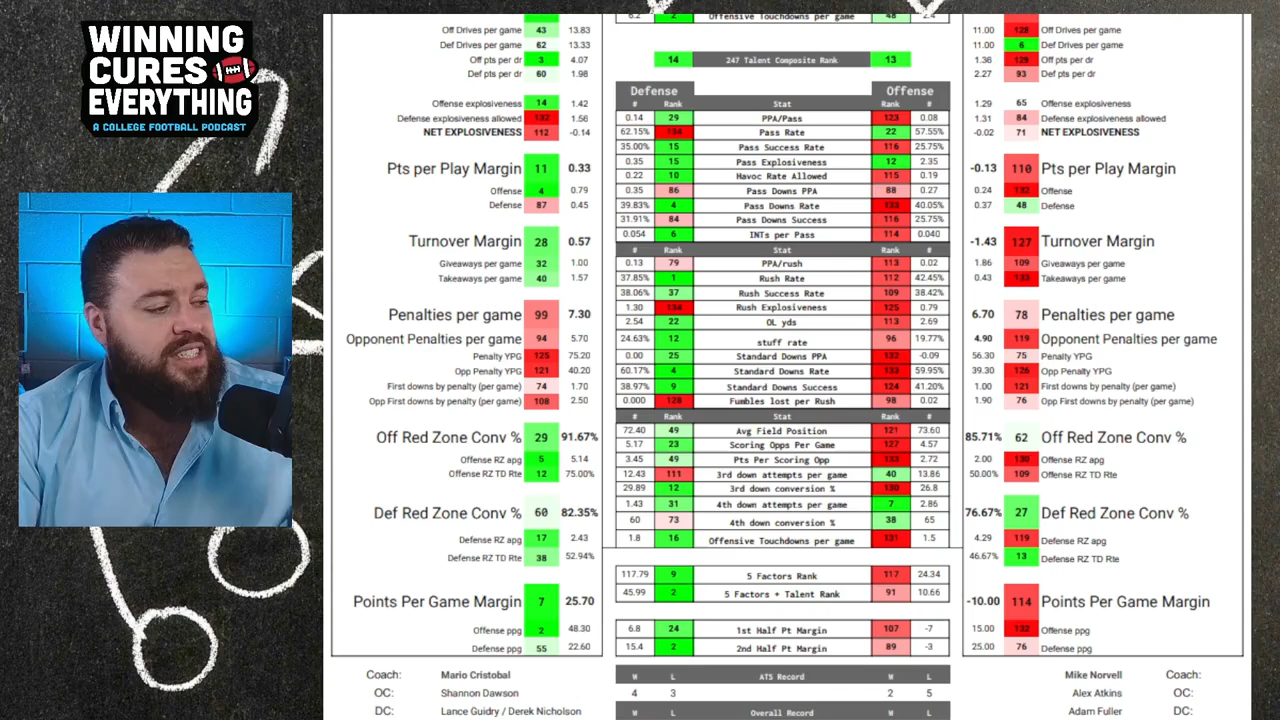 WINNING
CURES
EVERYTHING
A COLLEGE FOOTBALL PODCAST
6.2 2 Offensive Touchdowns per game 48 2.4
Off Drives per game 43 13.83 11.00 128 Off Drives per game
Def Drives per game 62 13.33 11.00 6 Def Drives per game
Off pts per dr 3 4.07 14 247 Talent Composite Rank 13 1.36 129 Off pts per dr
Def pts per dr 60 1.98 2.27 93 Def pts per dr
Defense Offense
Offense explosiveness 14 1.42 # Rank Stat Rank # 1.29 65 Offense explosiveness
Defense explosiveness allowed 132 1.56 0.14 29 PPA/Pass 123 0.08 1.31 84 Defense explosiveness allowed
NET EXPLOSIVENESS 112 -0.14 62.15% 134 Pass Rate 22 57.55% -0.02 71 NET EXPLOSIVENESS
35.00% 15 Pass Success Rate 116 25.75%
Pts per Play Margin 11 0.33 0.35 15 Pass Explosiveness 12 2.35 -0.13 110 Pts per Play Margin
0.22 10 Havoc Rate Allowed 115 0.19
Offense 4 0.79 0.35 86 Pass Downs PPA 88 0.27 0.24 132 Offense
Defense 87 0.45 39.83% 4 Pass Downs Rate 133 40.05% 0.37 48 Defense
31.91% 84 Pass Downs Success 116 25.75%
0.054 6 INTs per Pass 114 0.040
Turnover Margin 28 0.57 # Rank Stat Rank # -1.43 127 Turnover Margin
Giveaways per game 32 1.00 0.13 79 PPA/rush 113 0.02 1.86 109 Giveaways per game
Takeaways per game 40 1.57 37.85% 1 Rush Rate 112 42.45% 0.43 133 Takeaways per game
38.06% 37 Rush Success Rate 109 38.42%
Penalties per game 99 7.30 1.30 134 Rush Explosiveness 125 0.79 6.70 78 Penalties per game
2.54 22 OL yds 113 2.69
Opponent Penalties per game 94 5.70 24.63% 12 stuff rate 96 19.77% 4.90 119 Opponent Penalties per game
Penalty YPG 125 75.20 0.00 25 Standard Downs PPA 132 -0.09 56.30 75 Penalty YPG
Opp Penalty YPG 121 40.20 60.17% 4 Standard Downs Rate 133 59.95% 39.30 126 Opp Penalty YPG
First downs by penalty (per game) 74 1.70 38.97% 9 Standard Downs Success 124 41.20% 1.00 121 First downs by penalty (per game)
Opp First downs by penalty (per game) 108 2.50 0.000 128 Fumbles lost per Rush 98 0.02 1.90 76 Opp First downs by penalty (per game)
# Rank Stat Rank #
Off Red Zone Conv % 29 91.67% 72.40 49 Avg Field Position 121 73.60 85.71% 62 Off Red Zone Conv %
5.17 23 Scoring Opps Per Game 127 4.57
Offense RZ apg 5 5.14 3.45 49 Pts Per Scoring Opp 133 2.72 2.00 130 Offense RZ apg
Offense RZ TD Rte 12 75.00% 12.43 111 3rd down attempts per game 40 13.86 50.00% 109 Offense RZ TD Rte
29.89 12 3rd down conversion % 130 26.8
Def Red Zone Conv % 60 82.35% 1.43 31 4th down attempts per game 7 2.86 76.67% 27 Def Red Zone Conv %
60 73 4th down conversion % 38 65
Defense RZ apg 17 2.43 1.8 16 Offensive Touchdowns per game 131 1.5 4.29 119 Defense RZ apg
Defense RZ TD Rte 38 52.94% 46.67% 13 Defense RZ TD Rte
117.79 9 5 Factors Rank 117 24.34
Points Per Game Margin 7 25.70 45.99 2 5 Factors + Talent Rank 91 10.66 -10.00 114 Points Per Game Margin
Offense ppg 2 48.30 6.8 24 1st Half Pt Margin 107 -7 15.00 132 Offense ppg
Defense ppg 55 22.60 15.4 2 2nd Half Pt Margin 89 -3 25.00 76 Defense ppg
Coach: Mario Cristobal W L ATS Record W L Mike Norvell Coach:
OC: Shannon Dawson 4 3 2 5 Alex Atkins OC:
DC: Lance Guidry / Derek Nicholson W L Overall Record W L Adam Fuller DC: